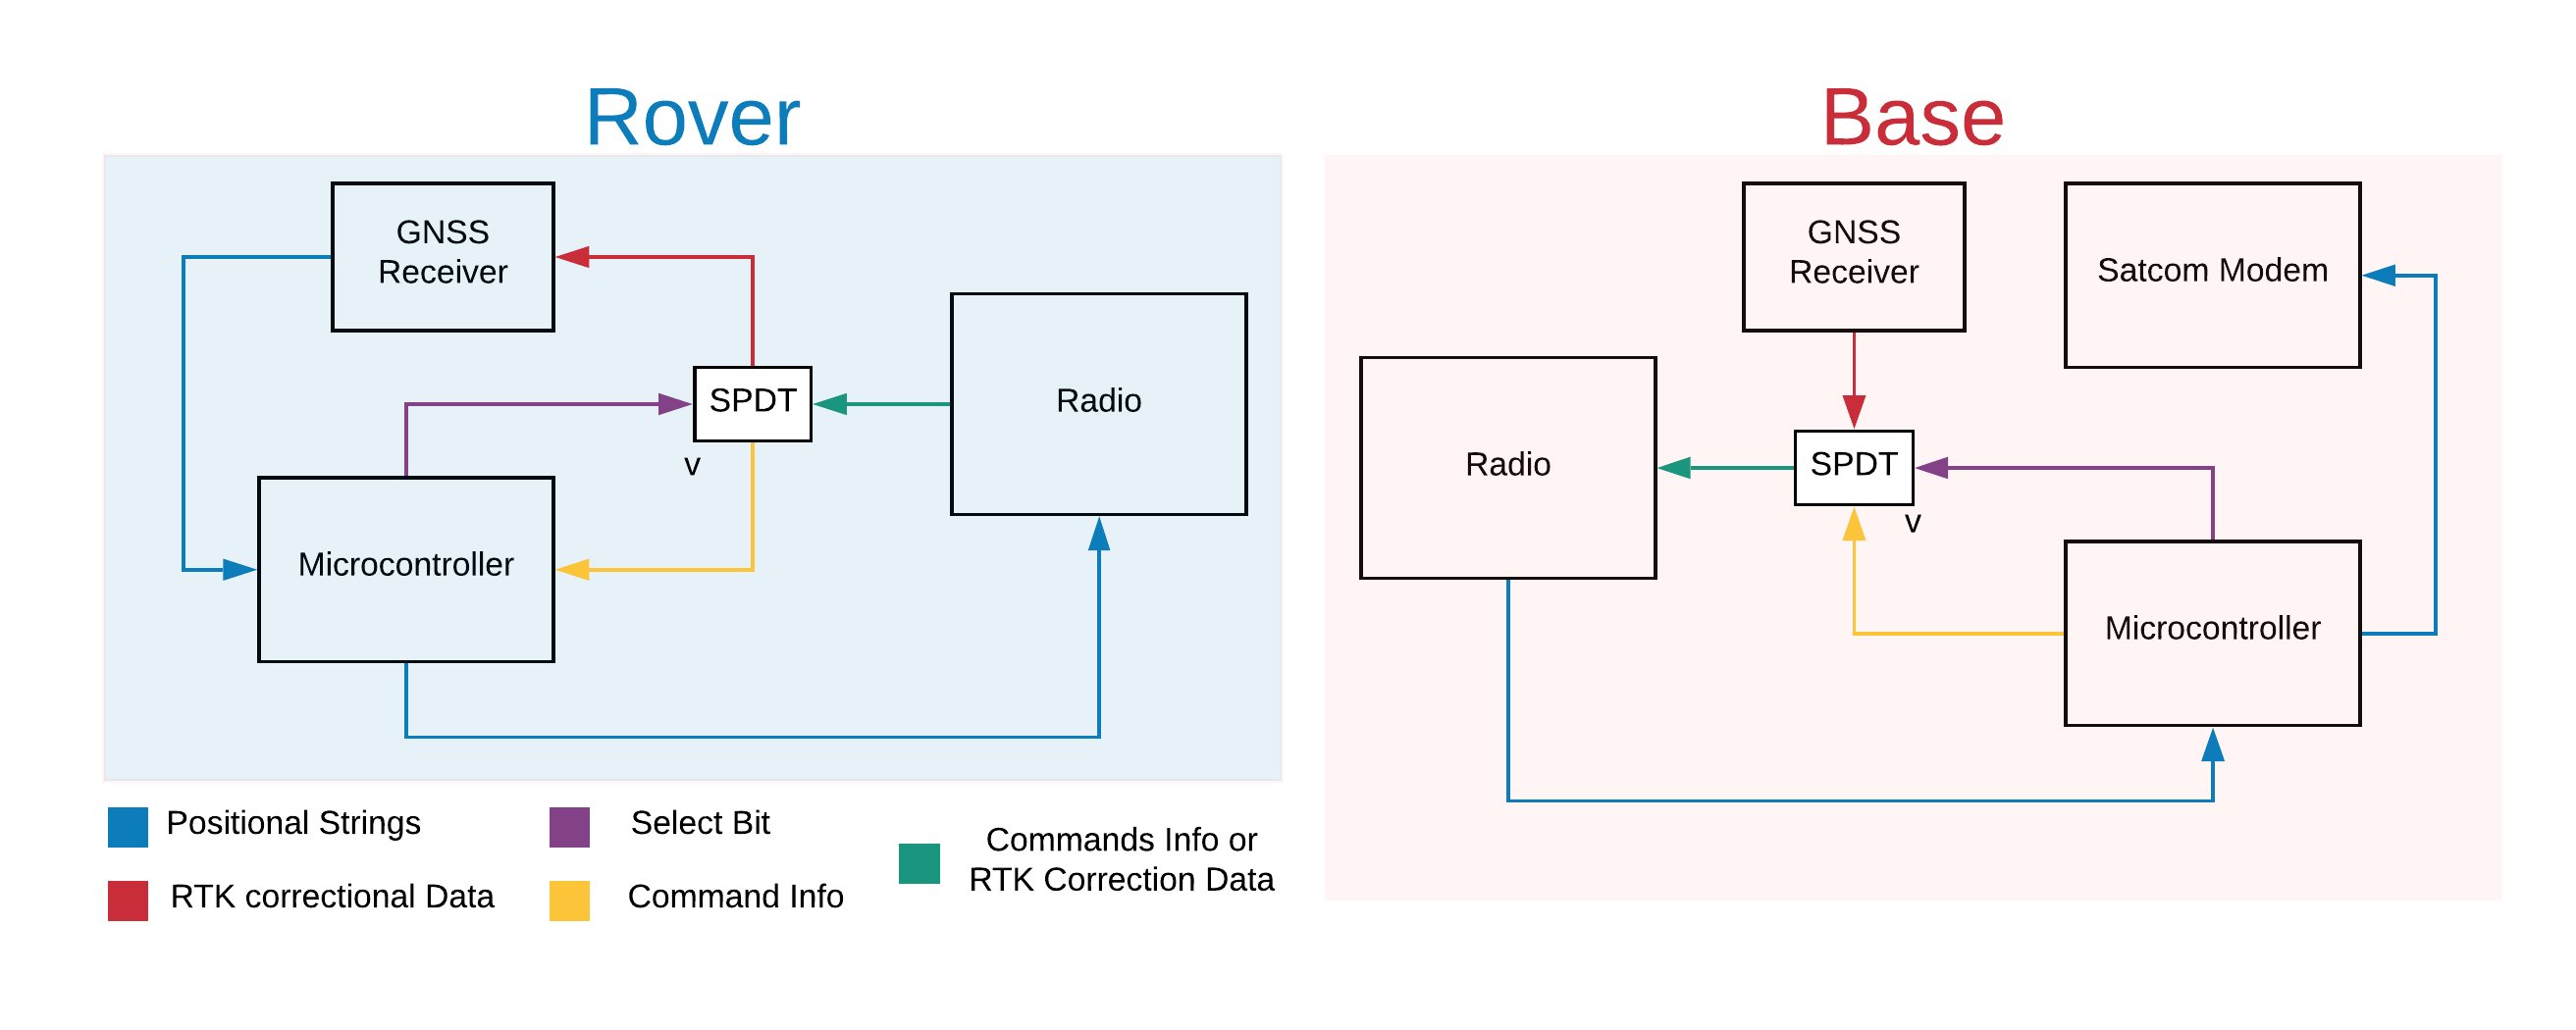 Rover
GNSS
Receiver
SPDT
Radio
v
Microcontroller
Base
GNSS
Receiver
Satcom Modem
Radio
SPDT
v
Microcontroller
Positional Strings
Select Bit
Commands Info or
RTK Correction Data
RTK correctional Data
Command Info